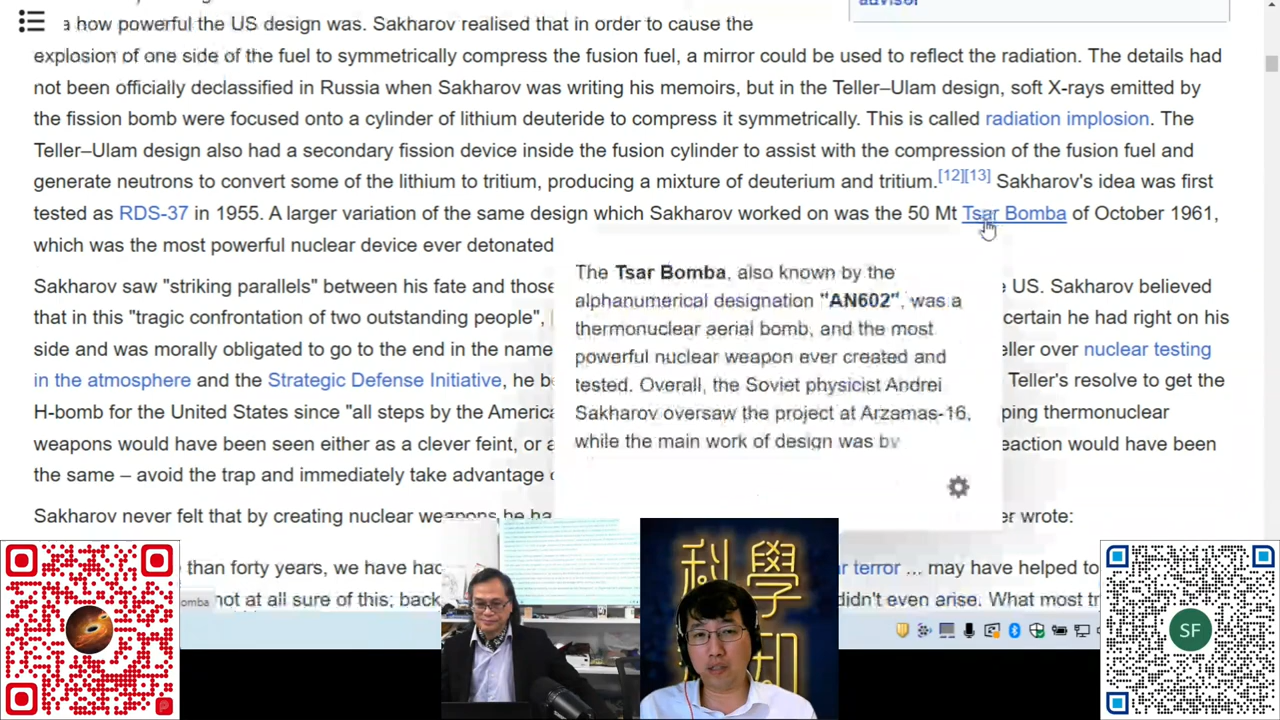 advisor
how powerful the US design was. Sakharov realised that in order to cause the
explosion of one side of the fuel to symmetrically compress the fusion fuel, a mirror could be used to reflect the radiation. The details had
not been officially declassified in Russia when Sakharov was writing his memoirs, but in the Teller–Ulam design, soft X-rays emitted by
the fission bomb were focused onto a cylinder of lithium deuteride to compress it symmetrically. This is called radiation implosion. The
Teller–Ulam design also had a secondary fission device inside the fusion cylinder to assist with the compression of the fusion fuel and
generate neutrons to convert some of the lithium to tritium, producing a mixture of deuterium and tritium.[12][13] Sakharov's idea was first
tested as RDS-37 in 1955. A larger variation of the same design which Sakharov worked on was the 50 Mt Tsar Bomba of October 1961,
which was the most powerful nuclear device ever detonated
Sakharov saw "striking parallels" between his fate and those
US. Sakharov believed
that in this "tragic confrontation of two outstanding people",
certain he had right on his
side and was morally obligated to go to the end in the name
eller over nuclear testing
in the atmosphere and the Strategic Defense Initiative, he be
Teller's resolve to get the
H-bomb for the United States since "all steps by the America
ping thermonuclear
weapons would have been seen either as a clever feint, or a
eaction would have been
the same – avoid the trap and immediately take advantage o
The Tsar Bomba, also known by the
alphanumerical designation "AN602", was a
thermonuclear aerial bomb, and the most
powerful nuclear weapon ever created and
tested. Overall, the Soviet physicist Andrei
Sakharov oversaw the project at Arzamas-16,
while the main work of design was by
Sakharov never felt that by creating nuclear weapons he ha
er wrote:
than forty years, we have had
r terror ... may have helped to
omba
not at all sure of this; back
didn't even arise. What most tr
科學
刊
SF